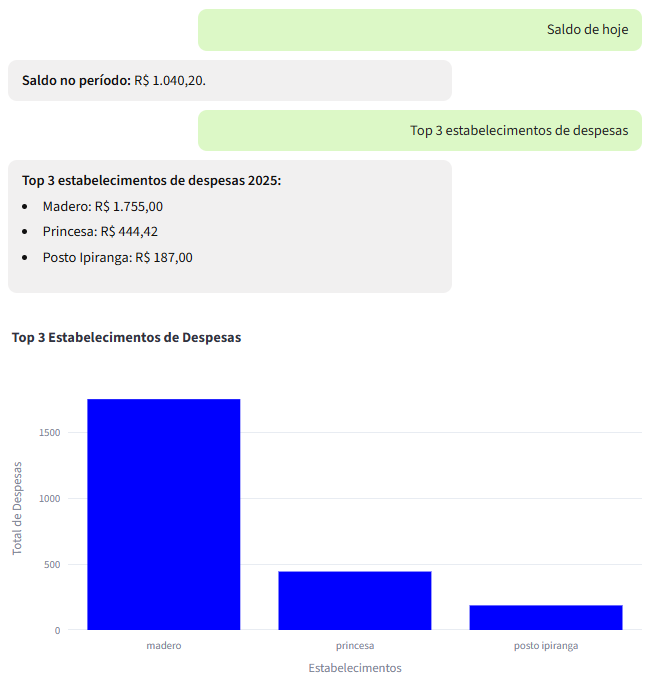 Saldo de hoje
Saldo no período: R$ 1.040,20.
Top 3 estabelecimentos de despesas
Top 3 estabelecimentos de despesas 2025:
• Madero: R$ 1.755,00
• Princesa: R$ 444,42
• Posto Ipiranga: R$ 187,00
Top 3 Estabelecimentos de Despesas
Total de Despesas
1500
1000
500
0
madero princesa posto ipiranga
Estabelecimentos